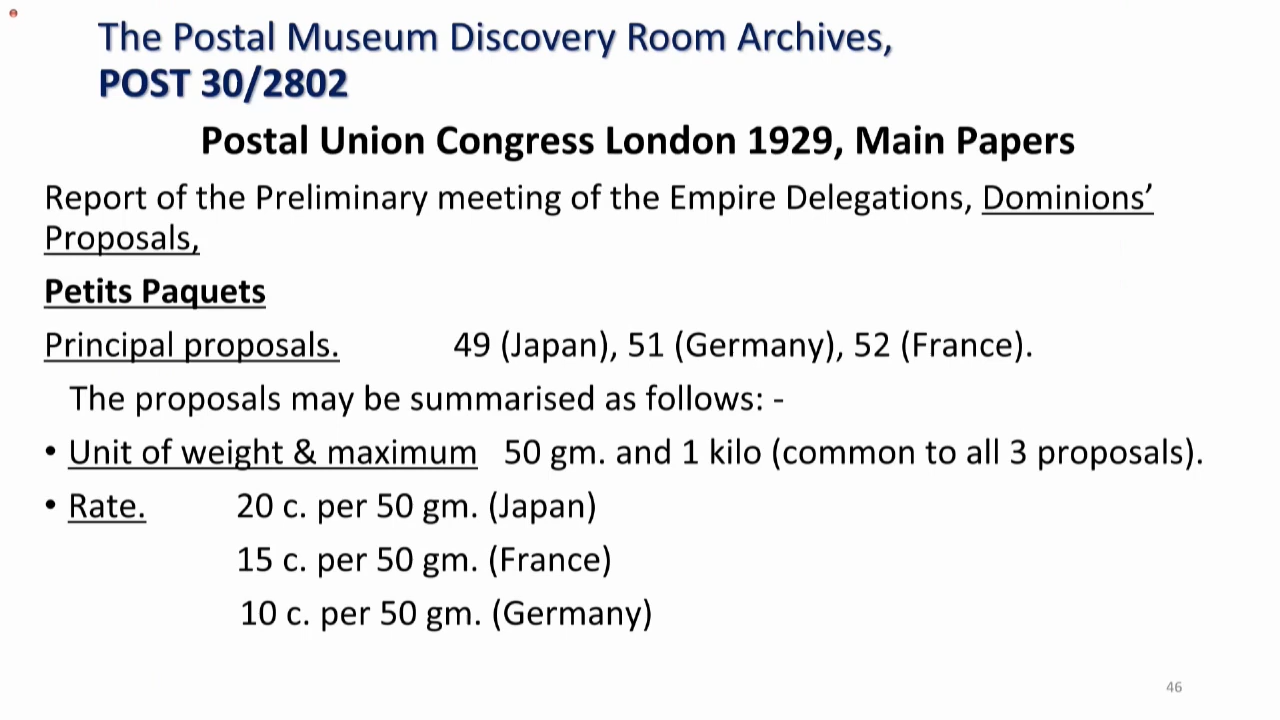 The Postal Museum Discovery Room Archives,
POST 30/2802
Postal Union Congress London 1929, Main Papers
Report of the Preliminary meeting of the Empire Delegations, Dominions’
Proposals,
Petits Paquets
Principal proposals. 49 (Japan), 51 (Germany), 52 (France).
The proposals may be summarised as follows: -
• Unit of weight & maximum 50 gm. and 1 kilo (common to all 3 proposals).
• Rate. 20 c. per 50 gm. (Japan)
15 c. per 50 gm. (France)
10 c. per 50 gm. (Germany)
46